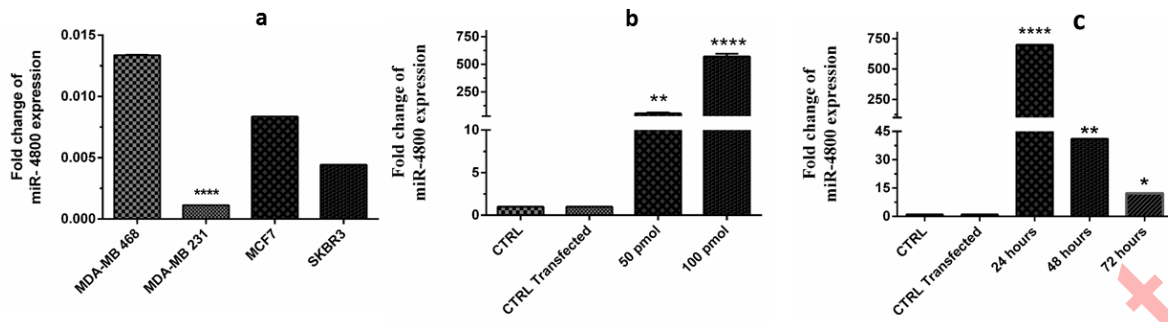 a
Fold change of
miR- 4800 expression
0.015
0.010
0.005
0.000
****
MDA-MB 468
MDA-MB 231
MCF7
SKBR3
b
Fold change of
miR-4800 expression
750
500
250
10
5
0
**
****
CTRL
CTRL Transfected
50 pmol
100 pmol
c
Fold change of
miR-4800 expression
750
500
250
45
30
15
0
****
**
*
CTRL
CTRL Transfected
24 hours
48 hours
72 hours